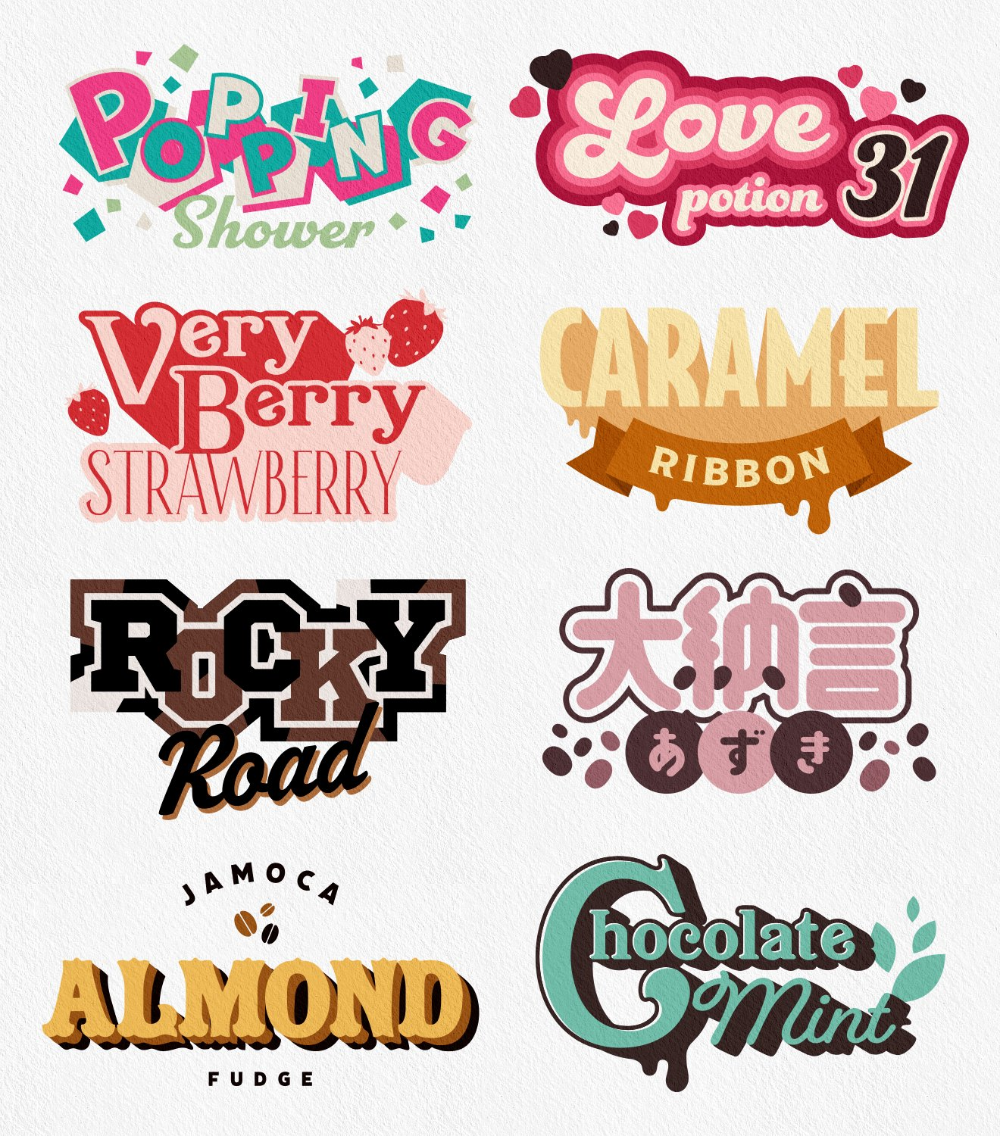 POPPING
Shower
Love
potion 31
Very
Berry
STRAWBERRY
CARAMEL
RIBBON
ROCKY
Road
大納言
あずき
JAMOCA
ALMOND
FUDGE
Chocolate
Mint